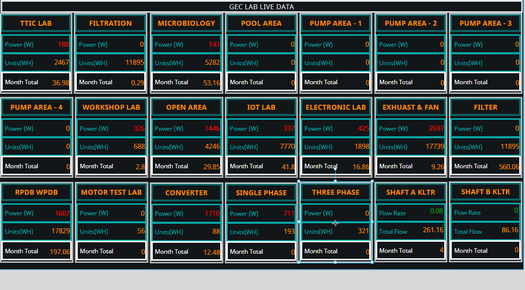 GEC LAB LIVE DATA
TTIC LAB FILTRATION MICROBIOLOGY POOL AREA PUMP AREA - 1 PUMP AREA - 2 PUMP AREA - 3
Power (W) 188 Power (W) 0 Power (W) 143 Power (W) 0 Power (W) 0 Power (W) 0 Power (W) 0
Units(WH) 2467 Units(WH) 11895 Units(WH) 5282 Units(WH) 0 Units(WH) 0 Units(WH) 0 Units(WH) 0
Month Total 36.98 Month Total 0.29 Month Total 53.16 Month Total 0 Month Total 0 Month Total 0 Month Total 0
PUMP AREA - 4 WORKSHOP LAB OPEN AREA IOT LAB ELECTRONIC LAB EXHUAST & FAN FILTER
Power (W) 0 Power (W) 326 Power (W) 1446 Power (W) 337 Power (W) 425 Power (W) 2697 Power (W) 0
Units(WH) 0 Units(WH) 688 Units(WH) 4246 Units(WH) 7770 Units(WH) 1898 Units(WH) 17739 Units(WH) 11895
Month Total 0 Month Total 2.8 Month Total 29.85 Month Total 41.8 Month Total 16.86 Month Total 9.26 Month Total 560.06
RPDB WPDB MOTOR TEST LAB CONVERTER SINGLE PHASE THREE PHASE SHAFT A KLTR SHAFT B KLTR
Power (W) 1607 Power (W) 0 Power (W) 1710 Power (W) 711 Power (W) 0 Flow Rate 0.08 Flow Rate 0
Units(WH) 17829 Units(WH) 56 Units(WH) 88 Units(WH) 193 Units(WH) 321 Total Flow 261.16 Total Flow 86.16
Month Total 197.06 Month Total 0 Month Total 12.48 Month Total 0 Month Total 0 Month Total 4 Month Total 0